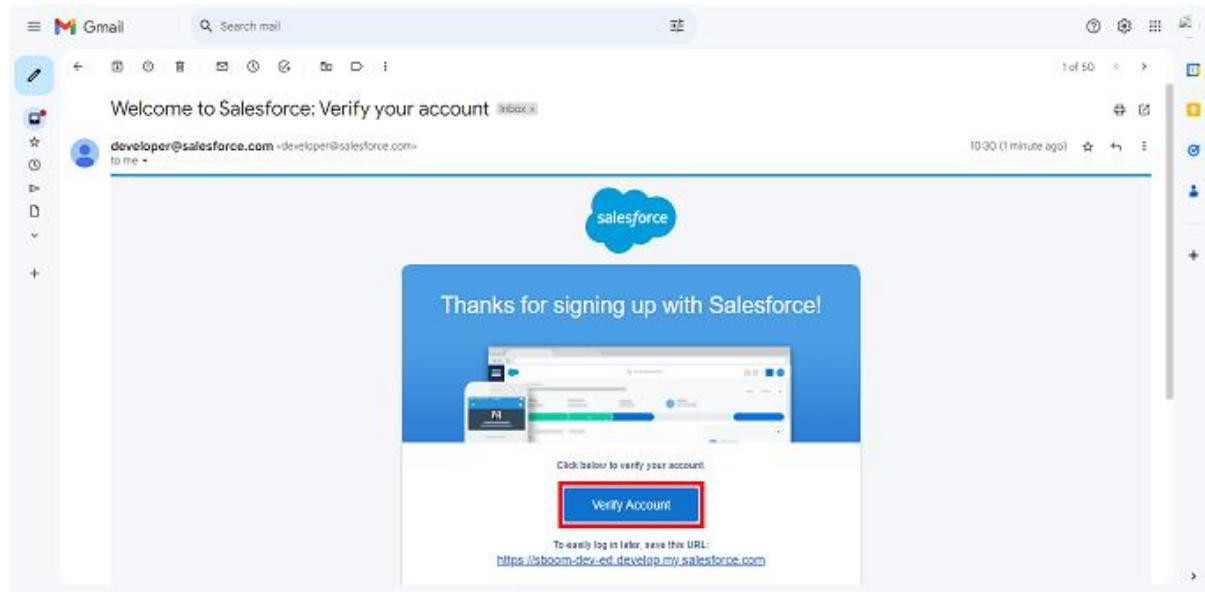 Gmail
Search mail
1 of 50
Welcome to Salesforce: Verify your account Inbox ×
developer@salesforce.com <developer@salesforce.com>
10:30 (1 minute ago)
to me
salesforce
Thanks for signing up with Salesforce!
Click below to verify your account.
Verify Account
To easily log in later, save this URL:
https://sboom-dev-ed.develop.my.salesforce.com